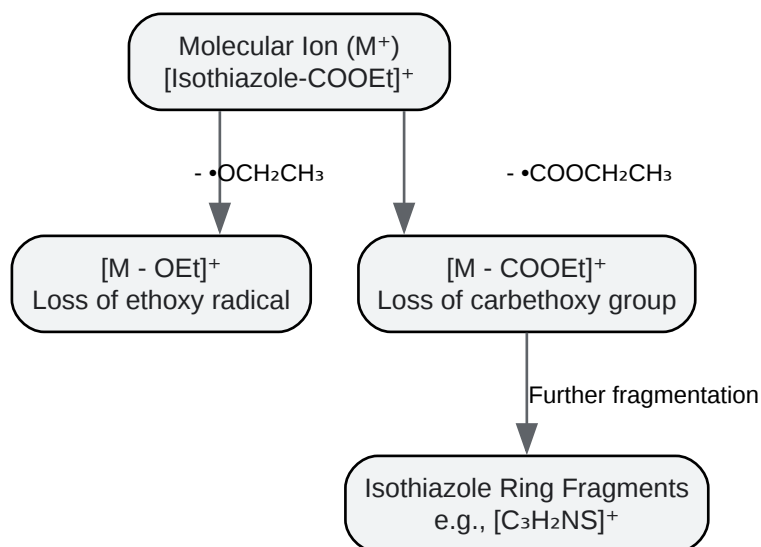 Molecular Ion (M⁺)
[Isothiazole-COOEt]⁺
- •OCH₂CH₃
- •COOCH₂CH₃
[M - OEt]⁺
Loss of ethoxy radical
[M - COOEt]⁺
Loss of carbethoxy group
Further fragmentation
Isothiazole Ring Fragments
e.g., [C₃H₂NS]⁺